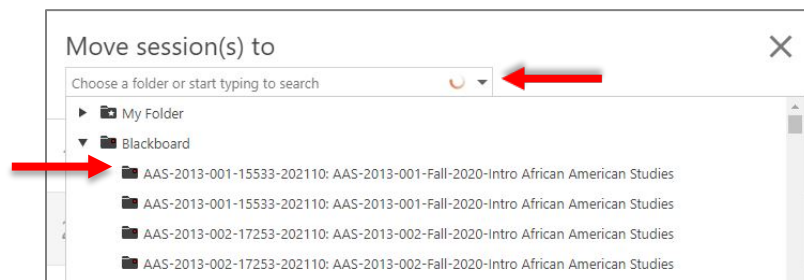 Move session(s) to
Choose a folder or start typing to search
My Folder
Blackboard
AAS-2013-001-15533-202110: AAS-2013-001-Fall-2020-Intro African American Studies
AAS-2013-001-15533-202110: AAS-2013-001-Fall-2020-Intro African American Studies
AAS-2013-002-17253-202110: AAS-2013-002-Fall-2020-Intro African American Studies
AAS-2013-002-17253-202110: AAS-2013-002-Fall-2020-Intro African American Studies